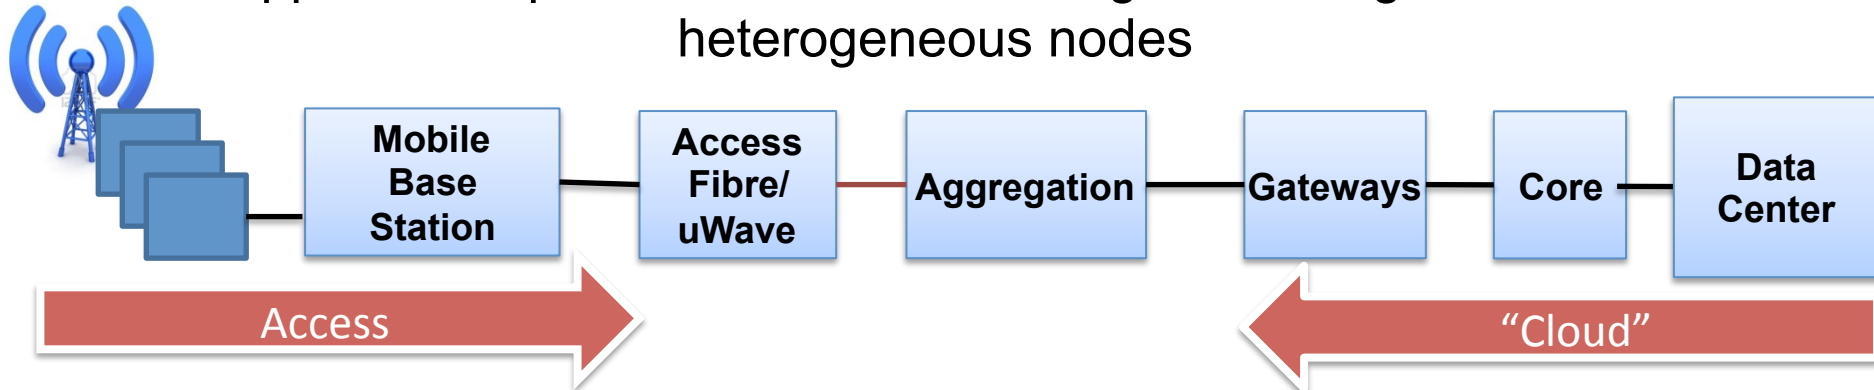 heterogeneous nodes
Mobile
Base
Station
Access
Fibre/
uWave
Aggregation
Gateways
Core
Data
Center
Access
“Cloud”